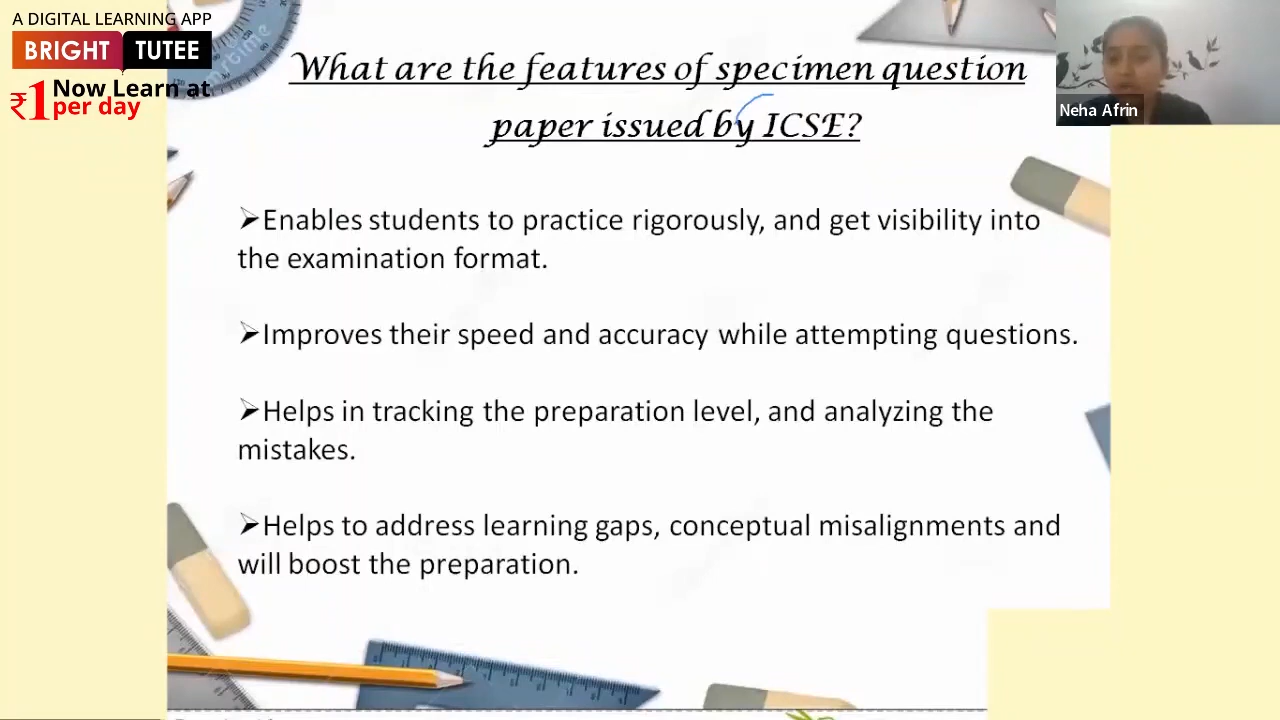 A DIGITAL LEARNING APP
BRIGHT TUTEE
₹1 Now Learn at
per day
What are the features of specimen question
paper issued by ICSE?
Neha Afrin
➢Enables students to practice rigorously, and get visibility into
the examination format.
➢Improves their speed and accuracy while attempting questions.
➢Helps in tracking the preparation level, and analyzing the
mistakes.
➢Helps to address learning gaps, conceptual misalignments and
will boost the preparation.